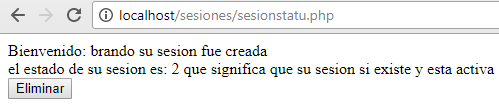 localhost/sesiones/sesionstatu.php
Bienvenido: brando su sesion fue creada
el estado de su sesion es: 2 que significa que su sesion si existe y esta activa
Eliminar